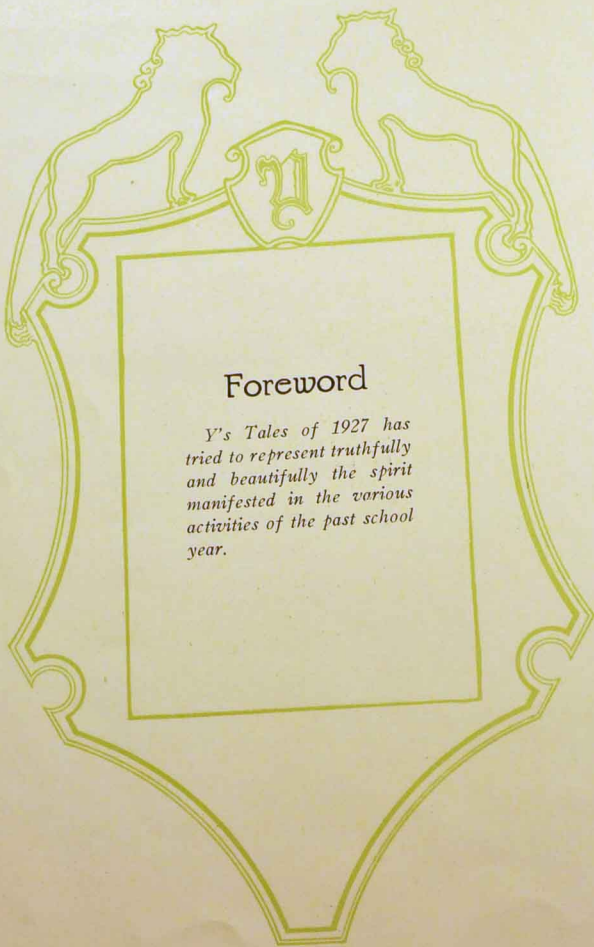 Y
Foreword
Y's Tales of 1927 has
tried to represent truthfully
and beautifully the spirit
manifested in the various
activities of the past school
year.